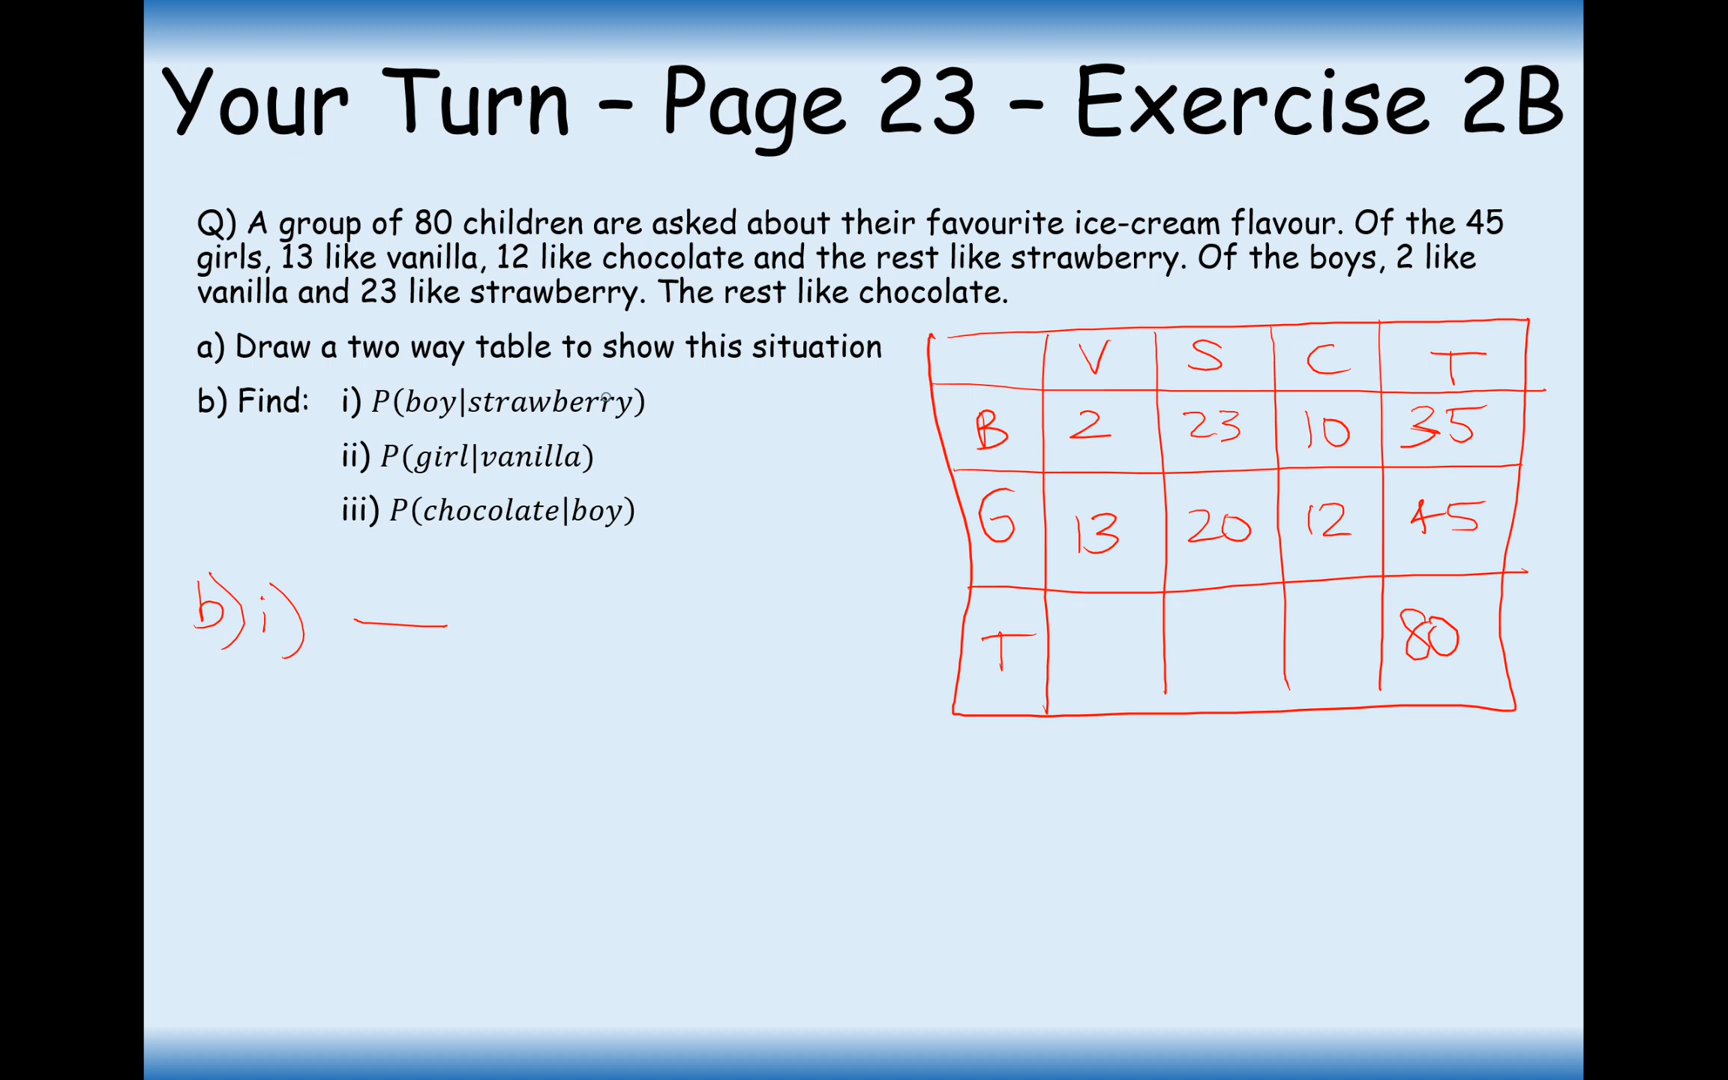 Your Turn – Page 23 – Exercise 2B
Q) A group of 80 children are asked about their favourite ice-cream flavour. Of the 45
girls, 13 like vanilla, 12 like chocolate and the rest like strawberry. Of the boys, 2 like
vanilla and 23 like strawberry. The rest like chocolate.
a) Draw a two way table to show this situation
b) Find: i) P(boy|strawberry)
ii) P(girl|vanilla)
iii) P(chocolate|boy)
V S C T
B 2 23 10 35
G 13 20 12 45
T 80
b) i)